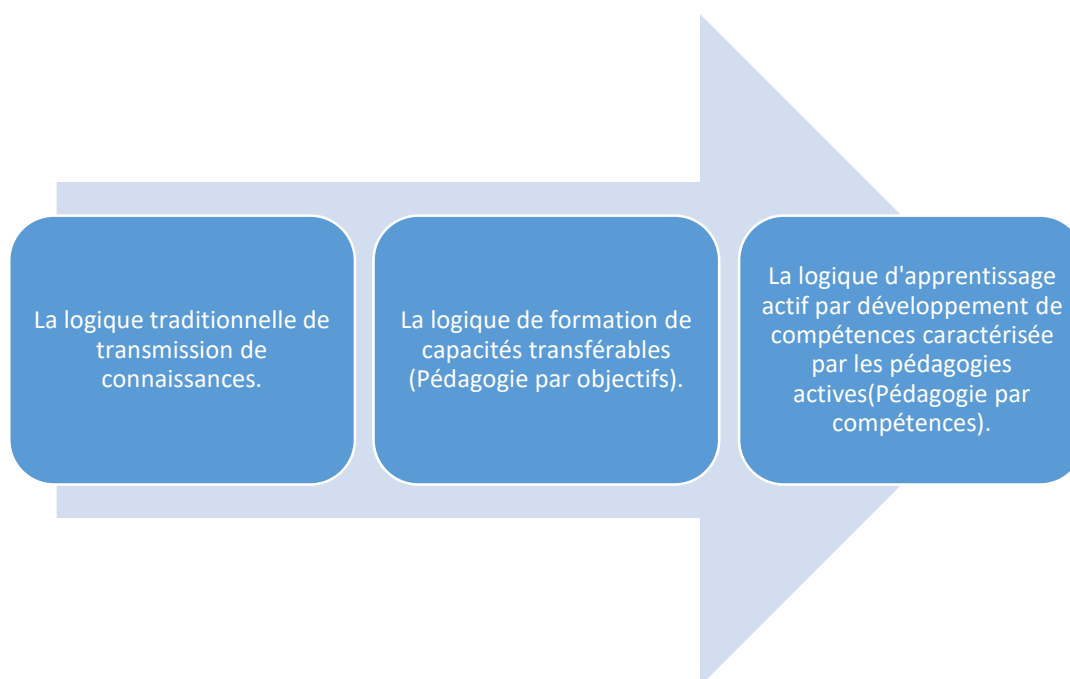 La logique traditionnelle de
transmission de
connaissances.
La logique de formation de
capacités transférables
(Pédagogie par objectifs).
La logique d'apprentissage
actif par développement de
compétences caractérisée
par les pédagogies
actives(Pédagogie par
compétences).